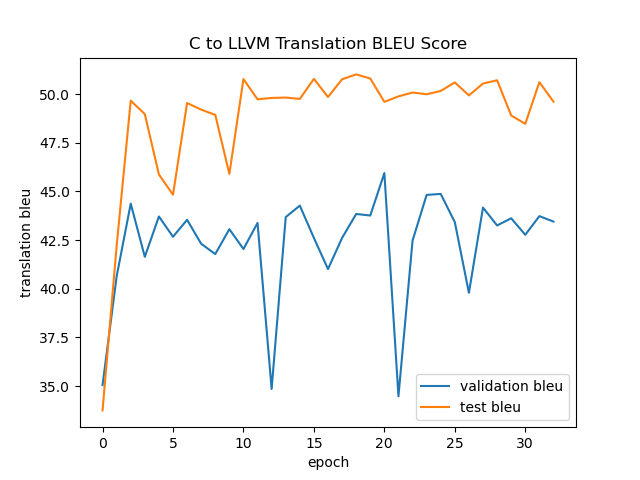 C to LLVM Translation BLEU Score
translation bleu
50.0
47.5
45.0
42.5
40.0
37.5
35.0
validation bleu
test bleu
0 5 10 15 20 25 30
epoch